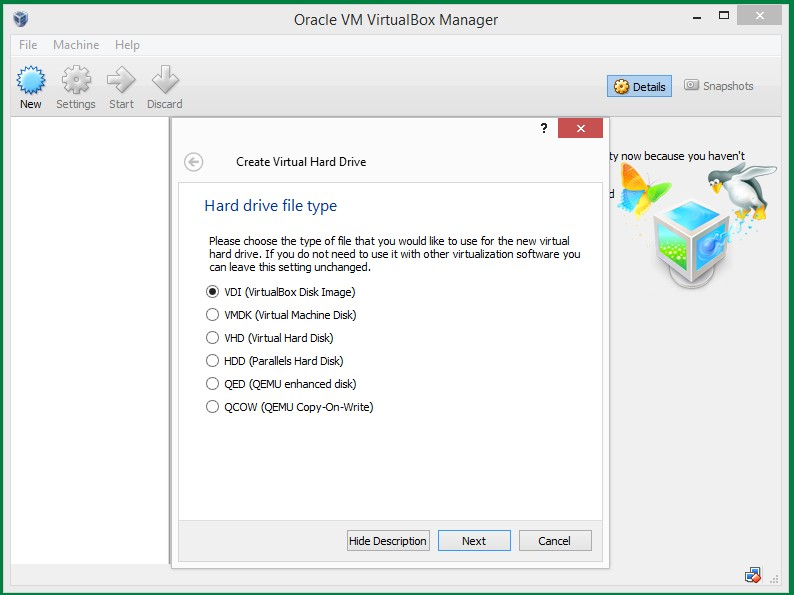 Oracle VM VirtualBox Manager
File Machine Help
New Settings Start Discard
Details Snapshots
?
Create Virtual Hard Drive
ty now because you haven't
d
Hard drive file type
Please choose the type of file that you would like to use for the new virtual
hard drive. If you do not need to use it with other virtualization software you
can leave this setting unchanged.
VDI (VirtualBox Disk Image)
VMDK (Virtual Machine Disk)
VHD (Virtual Hard Disk)
HDD (Parallels Hard Disk)
QED (QEMU enhanced disk)
QCOW (QEMU Copy-On-Write)
Hide Description Next Cancel